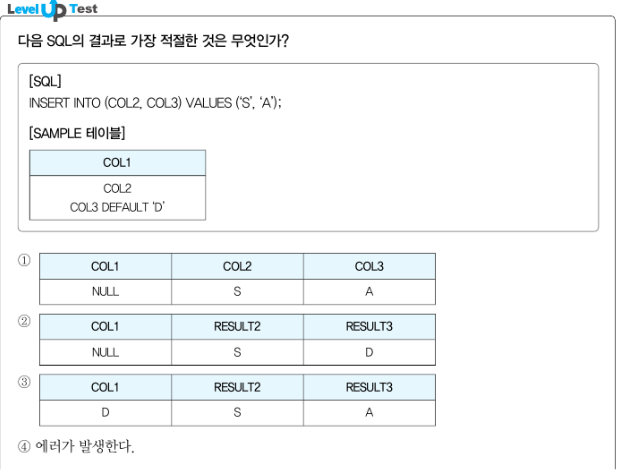 Level Up Test
다음 SQL의 결과로 가장 적절한 것은 무엇인가?
[SQL]
INSERT INTO (COL2, COL3) VALUES (‘S’, ‘A’);
[SAMPLE 테이블]
COL1
COL2
COL3 DEFAULT ‘D’
① COL1 COL2 COL3
NULL S A
② COL1 RESULT2 RESULT3
NULL S D
③ COL1 RESULT2 RESULT3
D S A
④ 에러가 발생한다.